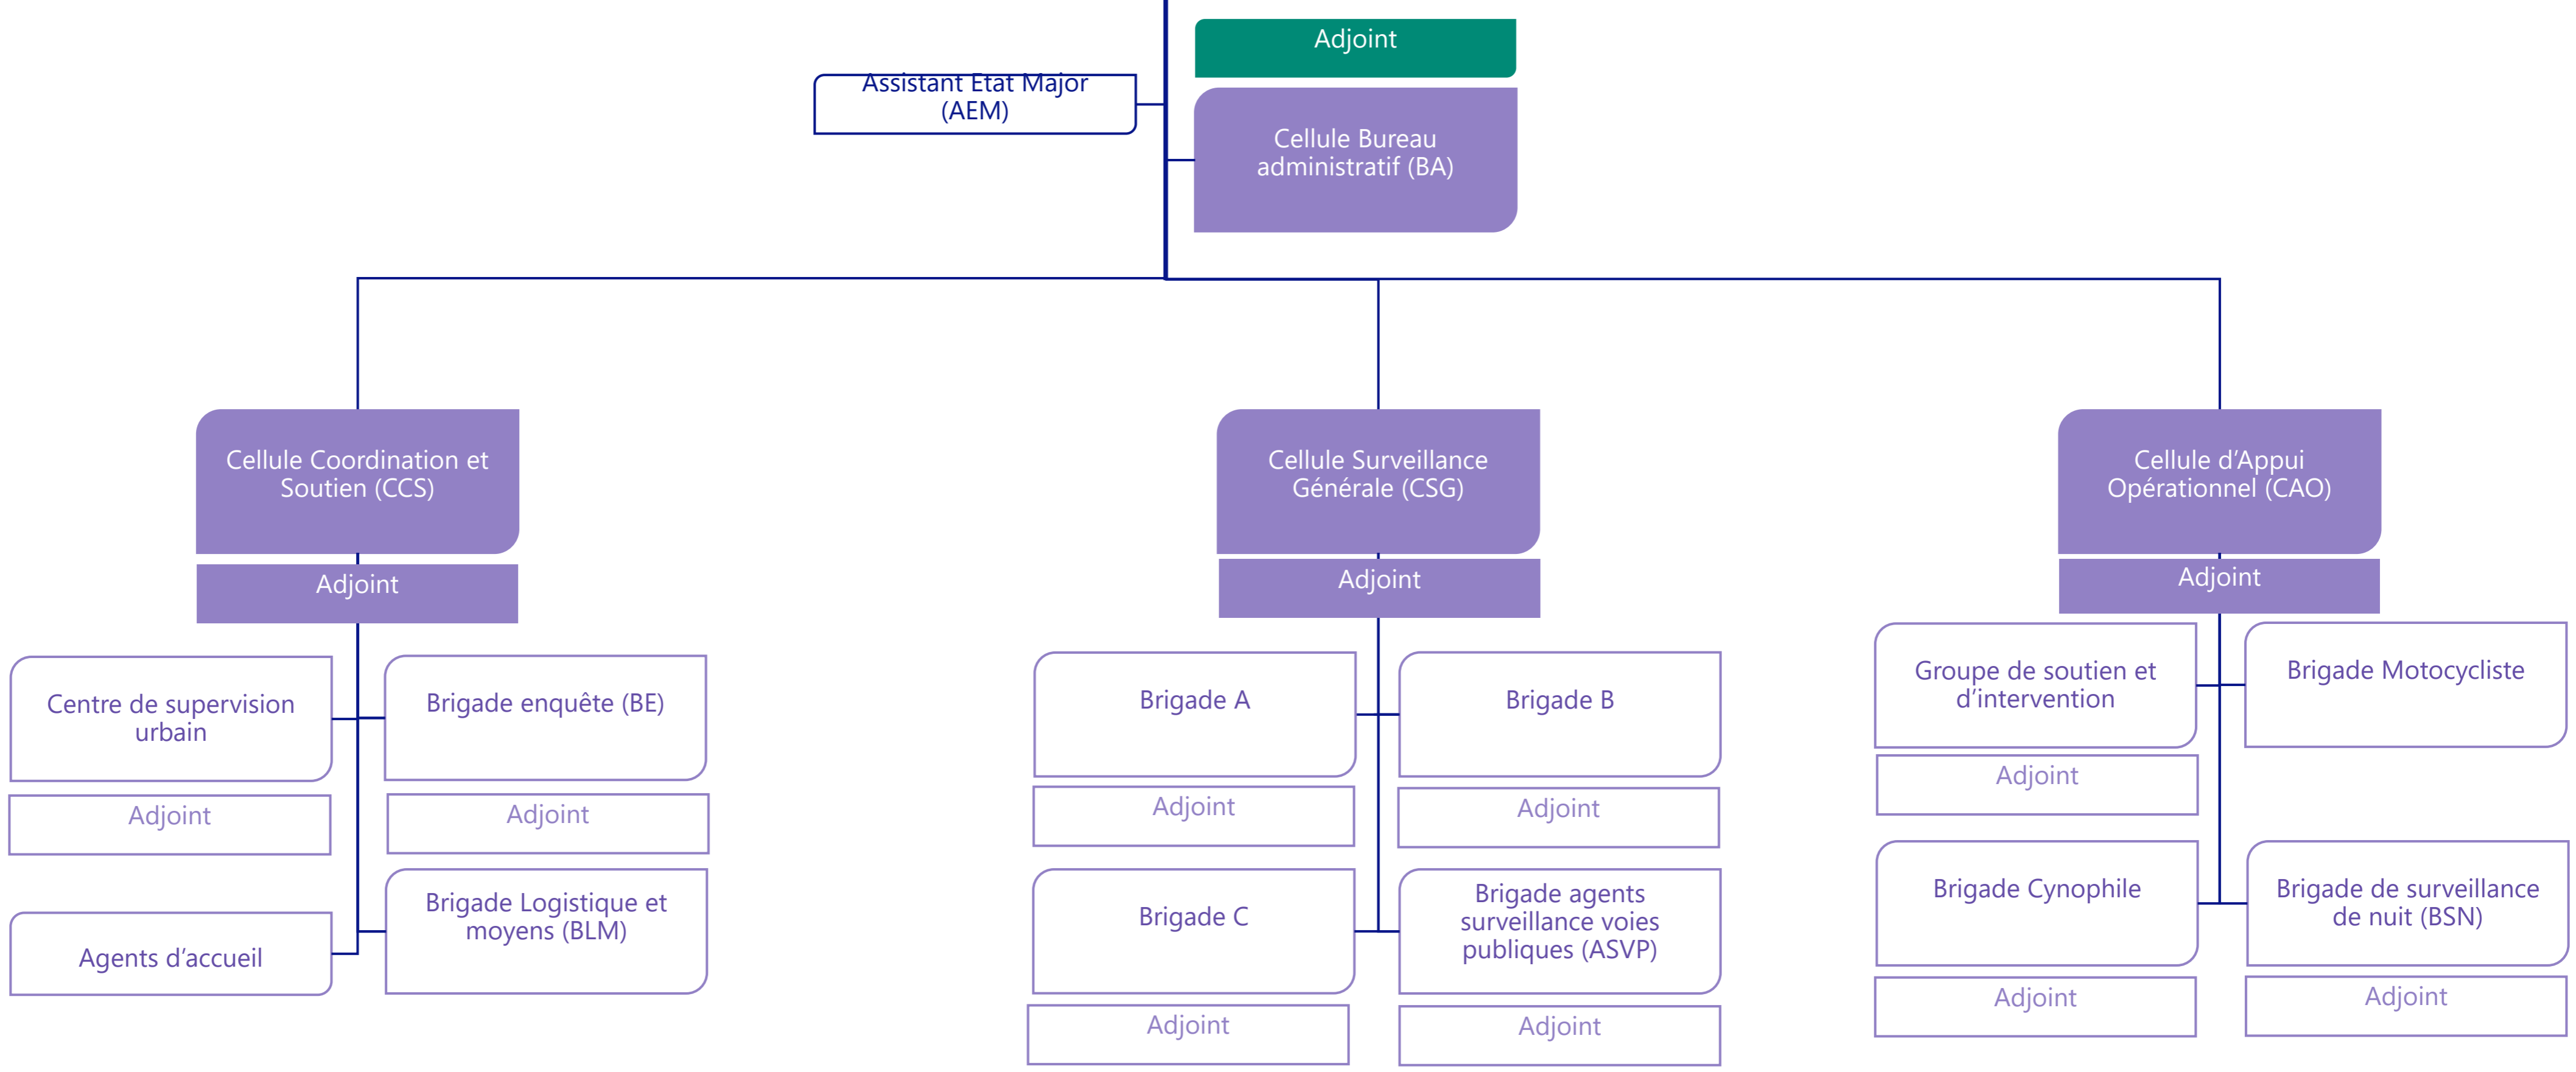 Adjoint
Assistant Etat Major
(AEM)
Cellule Bureau
administratif (BA)
Cellule Coordination et
Soutien (CCS)
Adjoint
Centre de supervision
urbain
Adjoint
Brigade enquête (BE)
Adjoint
Agents d’accueil
Brigade Logistique et
moyens (BLM)
Cellule Surveillance
Générale (CSG)
Adjoint
Brigade A
Adjoint
Brigade B
Adjoint
Brigade C
Adjoint
Brigade agents
surveillance voies
publiques (ASVP)
Adjoint
Cellule d’Appui
Opérationnel (CAO)
Adjoint
Groupe de soutien et
d’intervention
Adjoint
Brigade Motocycliste
Brigade Cynophile
Adjoint
Brigade de surveillance
de nuit (BSN)
Adjoint